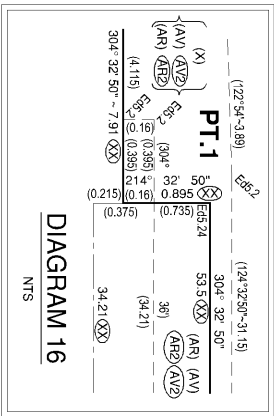 (X)
(AV) (AV2)
(AR) (AR2)
(122°54"-3.89)
PT.1
Ed5.2
Ed5.2
Ed5.2
304° 32' 50" ~ 7.91 (XX)
(4.115)
(0.16)
(0.395)
(0.395)
(304°
214° 32' 50"
(0.16) 0.895 (XX)
(0.215)
(0.375)
(0.735)
Ed5.24
(124°32'50"~31.15)
304° 32' 50"
53.5 (XX)
36')
(34.21)
34.21 (XX)
(AR) (AV)
(AR2) (AV2)
DIAGRAM 16
NTS